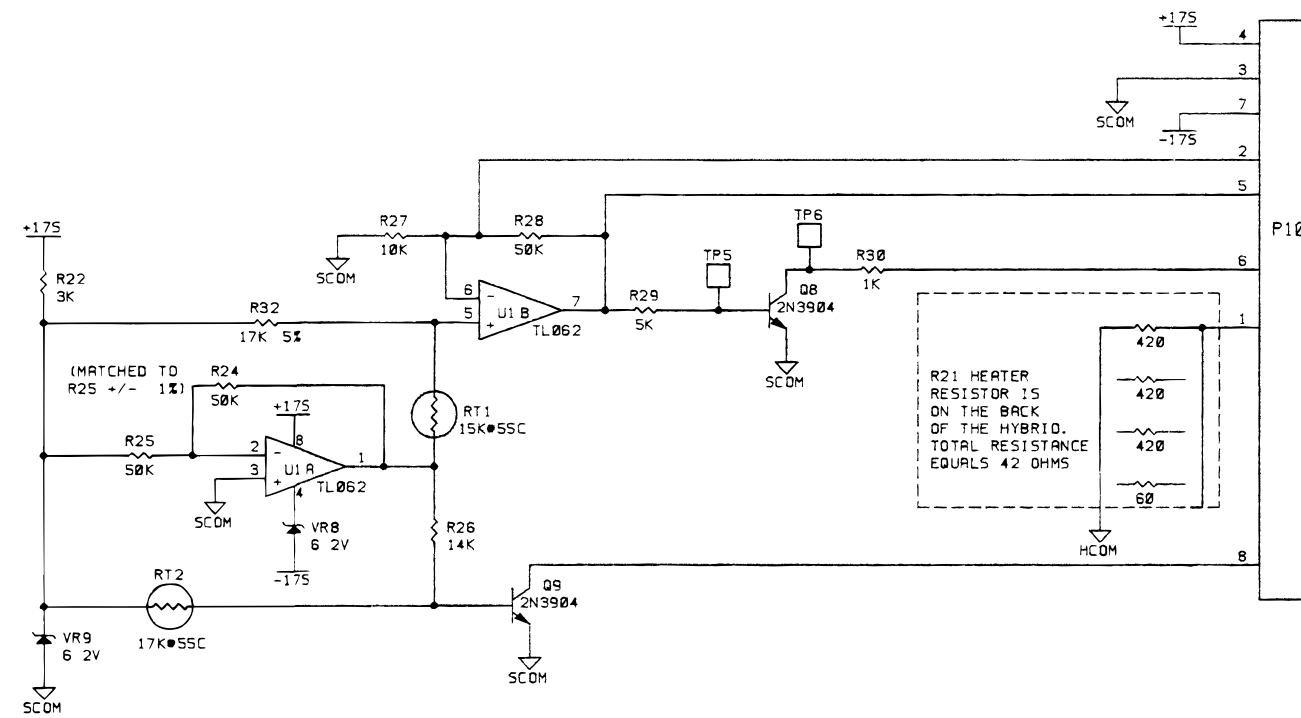 +17S
4
3
SCOM
7
-17S
2
5
P10
+17S
R22
3K
R27
10K
SCOM
R28
50K
TP5
TP6
R30
1K
6
R32
17K 5%
6
5
U1 B
7
TL062
R29
5K
Q8
2N3904
SCOM
1
R21 HEATER
RESISTOR IS
ON THE BACK
OF THE HYBRID.
TOTAL RESISTANCE
EQUALS 42 OHMS
420
420
420
60
HCOM
(MATCHED TO
R25 +/- 1%)
R24
50K
+17S
8
R25
50K
2
3
U1 A
1
TL062
4
SCOM
VR8
6 2V
-17S
RT1
15K@55C
R26
14K
8
RT2
17K@55C
Q9
2N3904
SCOM
VR9
6 2V
SCOM